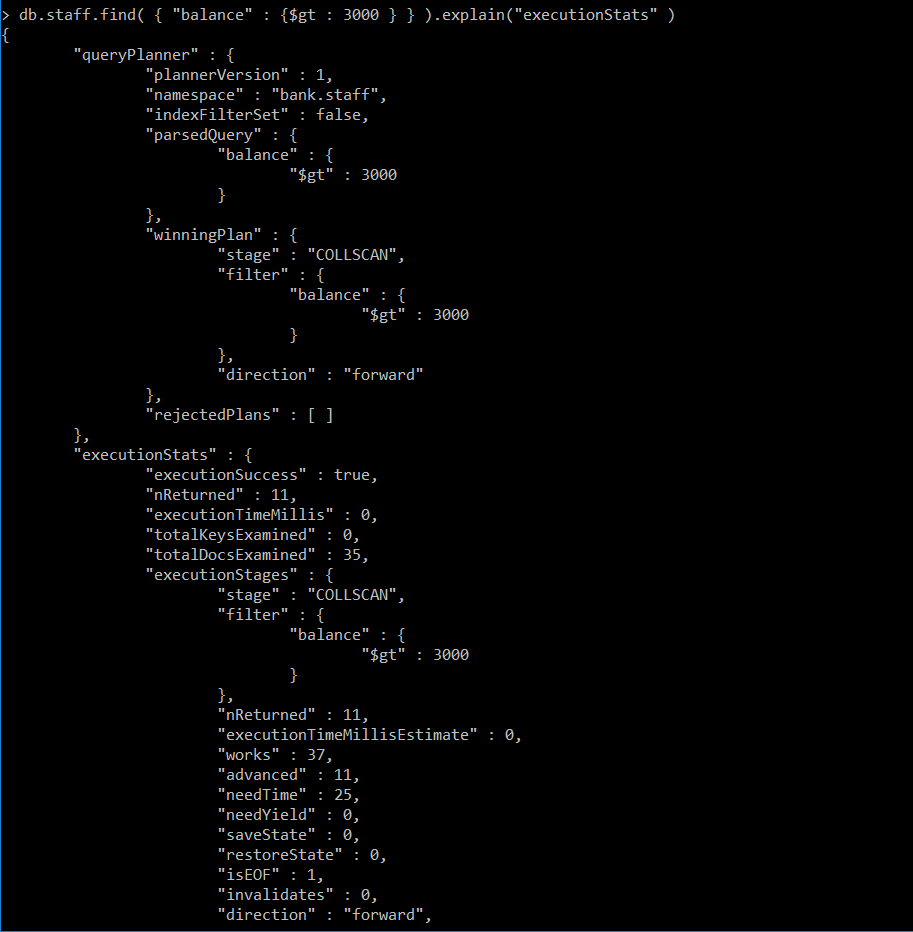 > db.staff.find( { "balance" : {$gt : 3000 } } ).explain("executionStats" )
{
        "queryPlanner" : {
                "plannerVersion" : 1,
                "namespace" : "bank.staff",
                "indexFilterSet" : false,
                "parsedQuery" : {
                        "balance" : {
                                "$gt" : 3000
                        }
                },
                "winningPlan" : {
                        "stage" : "COLLSCAN",
                        "filter" : {
                                "balance" : {
                                        "$gt" : 3000
                                }
                        },
                        "direction" : "forward"
                },
                "rejectedPlans" : [ ]
        },
        "executionStats" : {
                "executionSuccess" : true,
                "nReturned" : 11,
                "executionTimeMillis" : 0,
                "totalKeysExamined" : 0,
                "totalDocsExamined" : 35,
                "executionStages" : {
                        "stage" : "COLLSCAN",
                        "filter" : {
                                "balance" : {
                                        "$gt" : 3000
                                }
                        },
                        "nReturned" : 11,
                        "executionTimeMillisEstimate" : 0,
                        "works" : 37,
                        "advanced" : 11,
                        "needTime" : 25,
                        "needYield" : 0,
                        "saveState" : 0,
                        "restoreState" : 0,
                        "isEOF" : 1,
                        "invalidates" : 0,
                        "direction" : "forward",